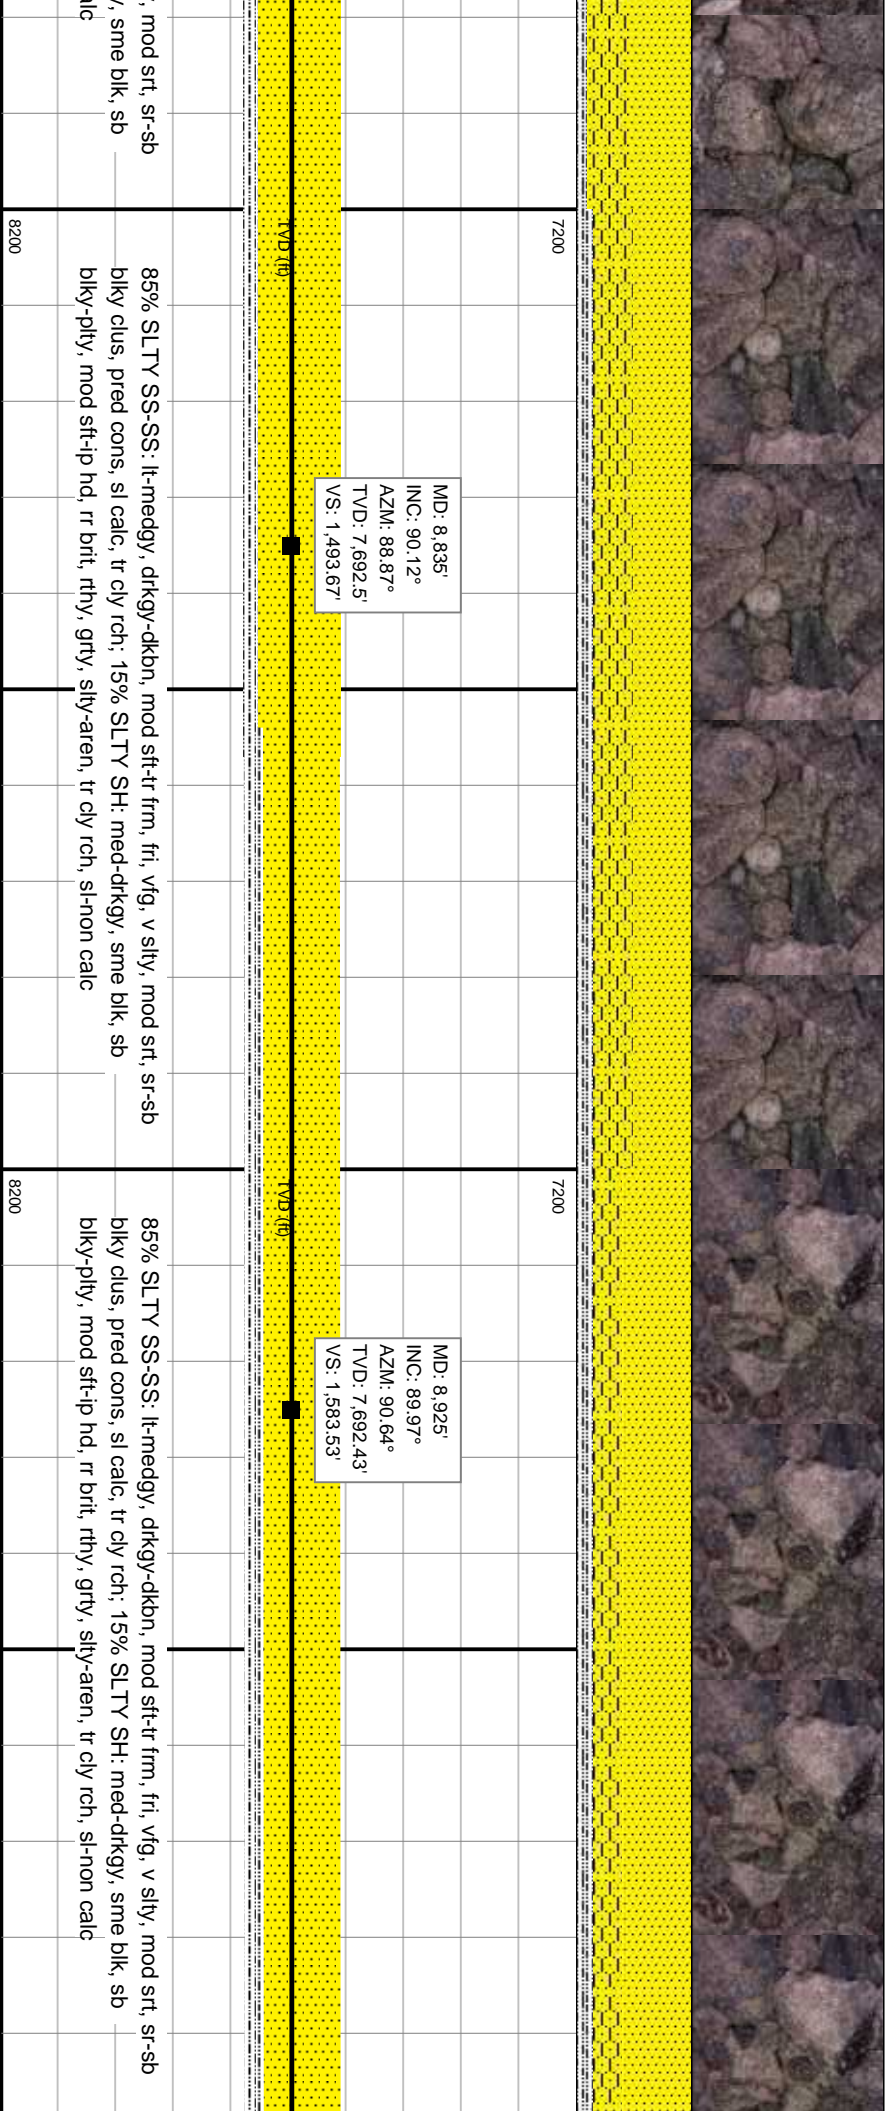 , mod srt, sr-sb
/, sme blk, sb
alc
7200
TVD (ft)
8200
MD: 8,835'
INC: 90.12°
AZM: 88.87°
TVD: 7,692.5'
VS: 1,493.67'
85% SLTY SS-SS: lt-medgy, drkgy-dkbn, mod sft-tr frm, fri, vfg, v slty, mod srt, sr-sb
blky clus, pred cons, sl calc, tr cly rch; 15% SLTY SH: med-drkgy, sme blk, sb
blky-plty, mod sft-ip hd, rr brit, rthy, grty, slty-aren, tr cly rch, sl-non calc
7200
TVD (ft)
8200
MD: 8,925'
INC: 89.97°
AZM: 90.64°
TVD: 7,692.43'
VS: 1,583.53'
85% SLTY SS-SS: lt-medgy, drkgy-dkbn, mod sft-tr frm, fri, vfg, v slty, mod srt, sr-sb
blky clus, pred cons, sl calc, tr cly rch; 15% SLTY SH: med-drkgy, sme blk, sb
blky-plty, mod sft-ip hd, rr brit, rthy, grty, slty-aren, tr cly rch, sl-non calc